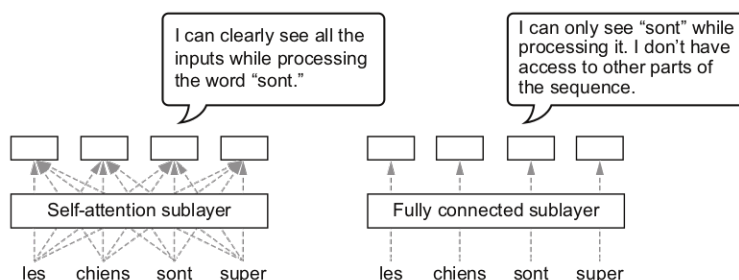 I can clearly see all the
inputs while processing
the word “sont.”
I can only see “sont” while
processing it. I don’t have
access to other parts of
the sequence.
Self-attention sublayer
Fully connected sublayer
les chiens sont super
les chiens sont super